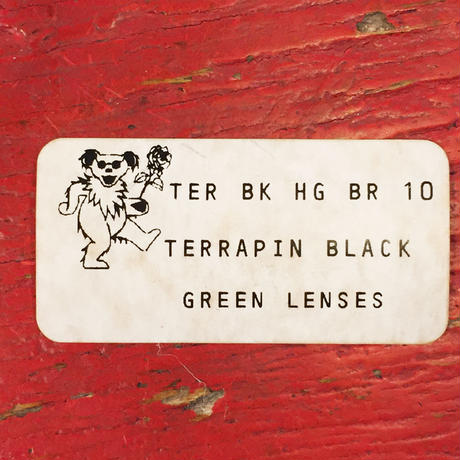 TER BK HG BR 10
TERRAPIN BLACK
GREEN LENSES